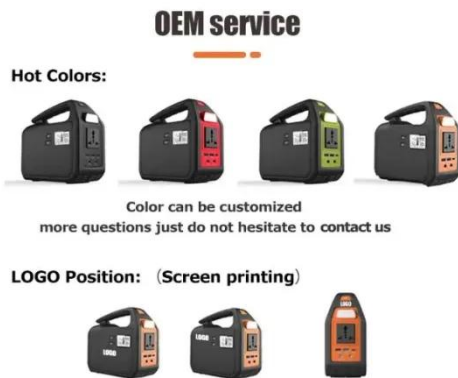 OEM service
Hot Colors:
Color can be customized
more questions just do not hesitate to contact us
LOGO Position: (Screen printing)
LOGO
LOGO
LOGO